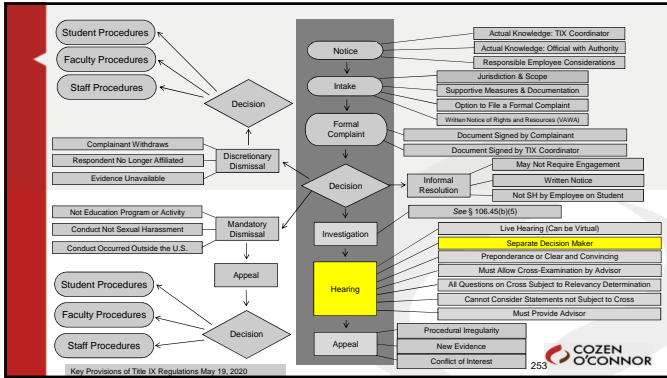 Student Procedures
Faculty Procedures
Staff Procedures
Decision
Complainant Withdraws
Respondent No Longer Affiliated
Evidence Unavailable
Discretionary
Dismissal
Not Education Program or Activity
Conduct Not Sexual Harassment
Conduct Occurred Outside the U.S.
Mandatory
Dismissal
Appeal
Student Procedures
Faculty Procedures
Staff Procedures
Decision
Key Provisions of Title IX Regulations May 19, 2020
Notice
Intake
Formal
Complaint
Decision
Investigation
Hearing
Appeal
Actual Knowledge: TIX Coordinator
Actual Knowledge: Official with Authority
Responsible Employee Considerations
Jurisdiction & Scope
Supportive Measures & Documentation
Option to File a Formal Complaint
Written Notice of Rights and Resources (VAWA)
Document Signed by Complainant
Document Signed by TIX Coordinator
Informal
Resolution
May Not Require Engagement
Written Notice
Not SH by Employee on Student
See § 106.45(b)(5)
Live Hearing (Can be Virtual)
Separate Decision Maker
Preponderance or Clear and Convincing
Must Allow Cross-Examination by Advisor
All Questions on Cross Subject to Relevancy Determination
Cannot Consider Statements not Subject to Cross
Must Provide Advisor
Procedural Irregularity
New Evidence
Conflict of Interest
253
COZEN
O'CONNOR